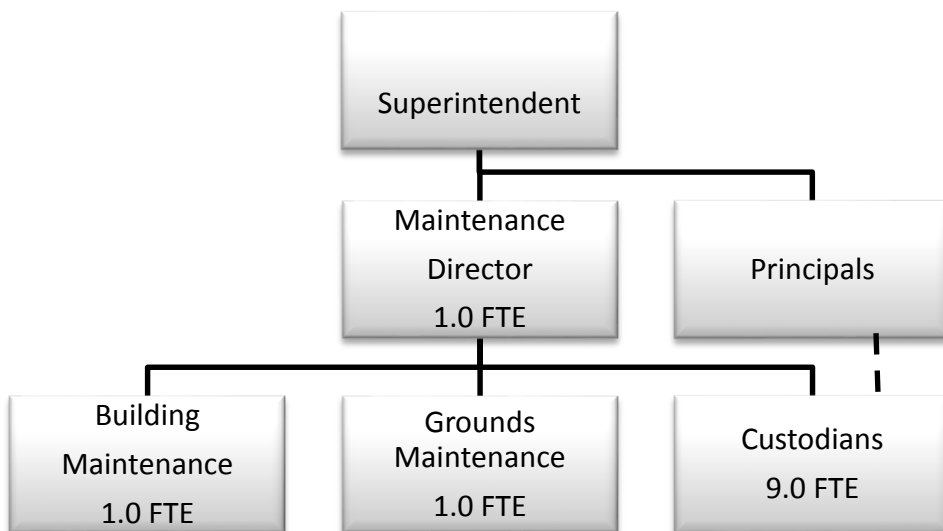 Superintendent
Maintenance
Director
1.0 FTE
Principals
Building
Maintenance
1.0 FTE
Grounds
Maintenance
1.0 FTE
Custodians
9.0 FTE